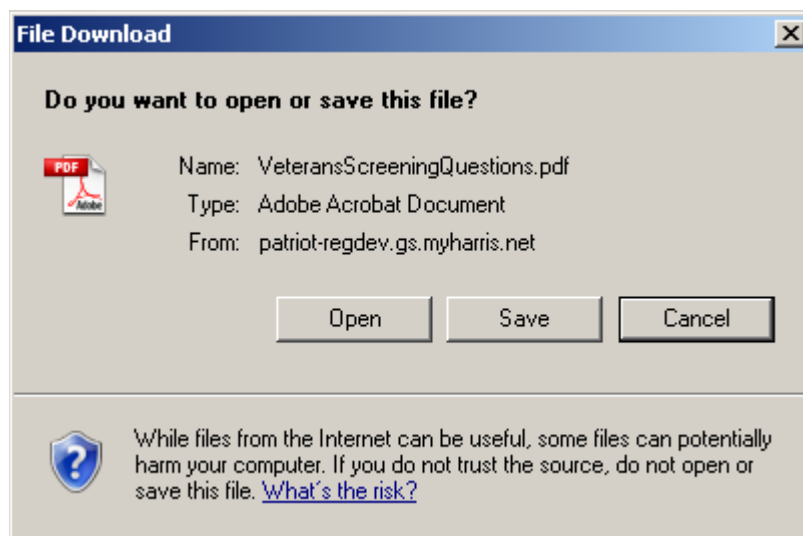 File Download
Do you want to open or save this file?
PDF
Adobe
Name: VeteransScreeningQuestions.pdf
Type: Adobe Acrobat Document
From: patriot-regdev.gs.myharris.net
Open Save Cancel
While files from the Internet can be useful, some files can potentially
harm your computer. If you do not trust the source, do not open or
save this file. What's the risk?